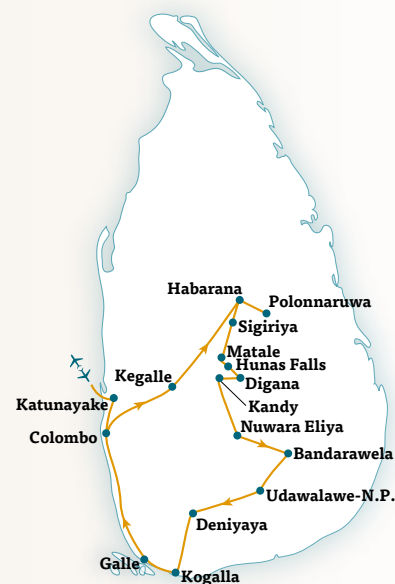 Habarana
Polonnaruwa
Sigiriya
Matale
Hunas Falls
Kegalle
Digana
Katunayake
Kandy
Nuwara Eliya
Colombo
Bandarawela
Udawalawe-N.P.
Deniyaya
Galle
Kogalla